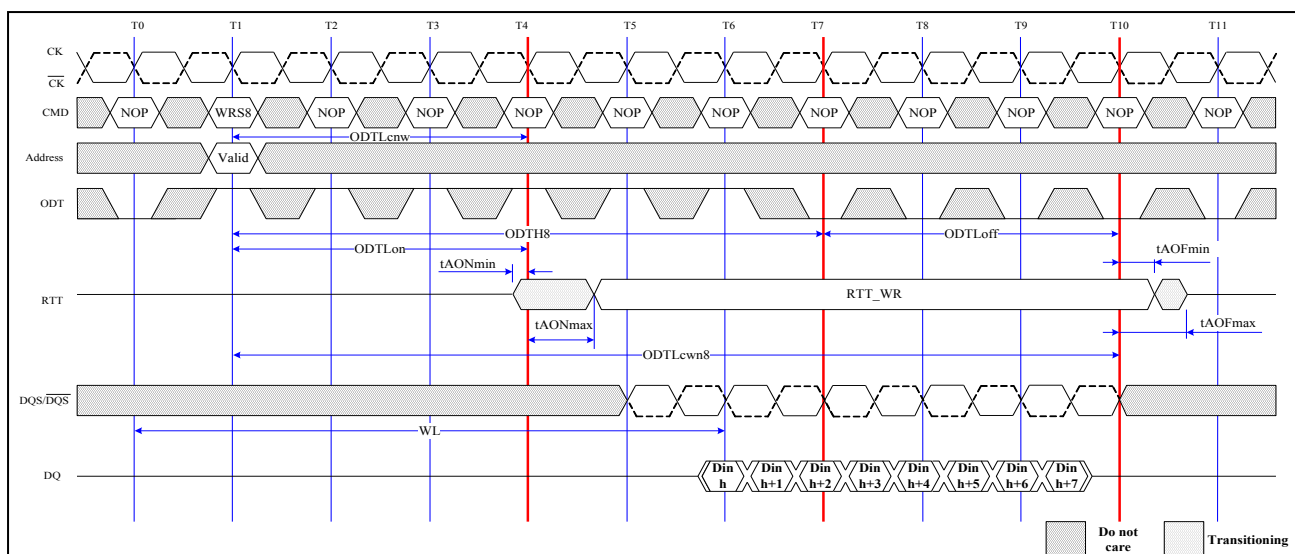 T0 T1 T2 T3 T4 T5 T6 T7 T8 T9 T10 T11
CK
CK
CMD NOP WRS8 NOP NOP NOP NOP NOP NOP NOP NOP NOP NOP
ODTLcnw
Address Valid
ODT
ODTH8 ODTLoff
ODTLon
tAONmin tAOFmin
RTT RTT_WR
tAONmax tAOFmax
ODTLcwn8
DQS/DQS
WL
DQ Din h Din h+1 Din h+2 Din h+3 Din h+4 Din h+5 Din h+6 Din h+7
Do not care Transitioning